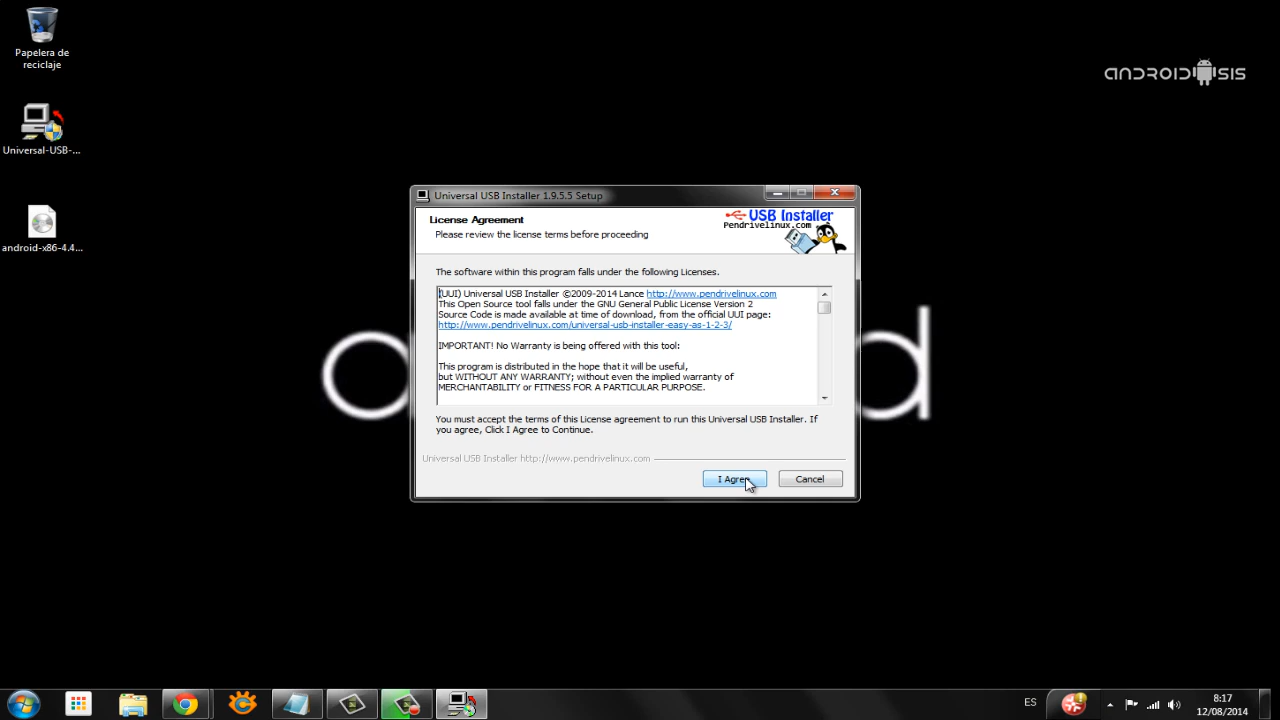 Papelera de
reciclaje
Universal-USB-...
android-x86-4.4...
ANDROIDSIS
Universal USB Installer 1.9.5.5 Setup
License Agreement
Please review the license terms before proceeding
USB Installer
Pendrivelinux.com
The software within this program falls under the following Licenses.
(UUI) Universal USB Installer ©2009-2014 Lance http://www.pendrivelinux.com
This Open Source tool falls under the GNU General Public License Version 2
Source Code is made available at time of download, from the official UUI page:
http://www.pendrivelinux.com/universal-usb-installer-easy-as-1-2-3/
IMPORTANT! No Warranty is being offered with this tool:
This program is distributed in the hope that it will be useful,
but WITHOUT ANY WARRANTY; without even the implied warranty of
MERCHANTABILITY or FITNESS FOR A PARTICULAR PURPOSE.
You must accept the terms of this License agreement to run this Universal USB Installer. If
you agree, Click I Agree to Continue.
Universal USB Installer http://www.pendrivelinux.com
I Agree
Cancel
ES
8:17
12/08/2014